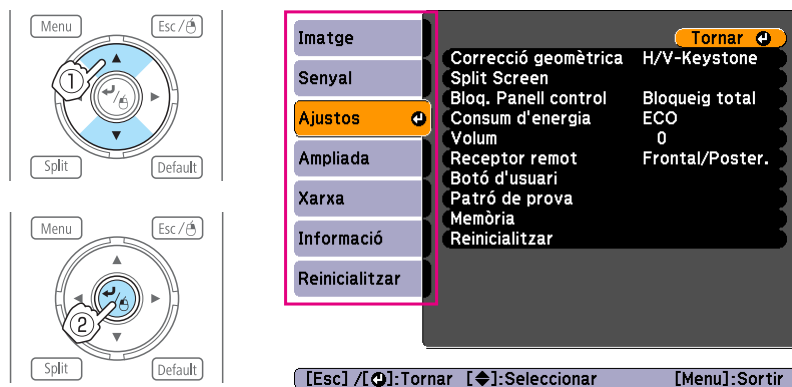 Menu
Esc /
1
Split
Default
Menu
Esc /
2
Split
Default
Imatge
Senyal
Ajustos
Ampliada
Xarxa
Informació
Reinicialitzar
Tornar
Correcció geomètrica H/V-Keystone
Split Screen
Bloq. Panell control Bloqueig total
Consum d'energia ECO
Volum 0
Receptor remot Frontal/Poster.
Botó d'usuari
Patró de prova
Memòria
Reinicialitzar
[Esc] /[ ]:Tornar [ ]:Seleccionar [Menu]:Sortir